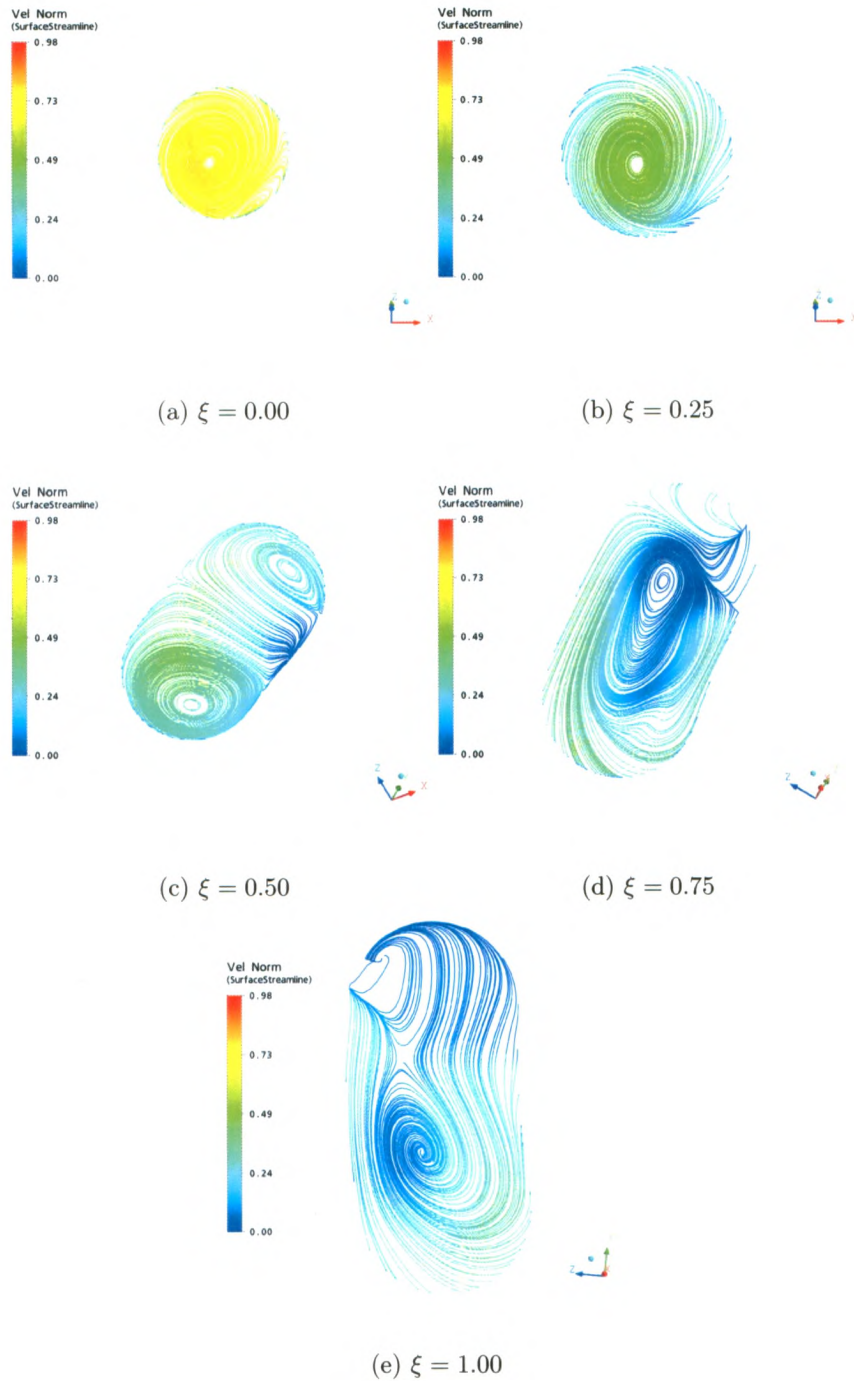 Vel Norm
(SurfaceStreamline)
0.98
0.73
0.49
0.24
0.00
Z
X
(a) ξ = 0.00
Vel Norm
(SurfaceStreamline)
0.98
0.73
0.49
0.24
0.00
Z
(b) ξ = 0.25
Vel Norm
(SurfaceStreamline)
0.98
0.73
0.49
0.24
0.00
Z
X
(c) ξ = 0.50
Vel Norm
(SurfaceStreamline)
0.98
0.73
0.49
0.24
0.00
Z
X
(d) ξ = 0.75
Vel Norm
(SurfaceStreamline)
0.98
0.73
0.49
0.24
0.00
Z
X
(e) ξ = 1.00